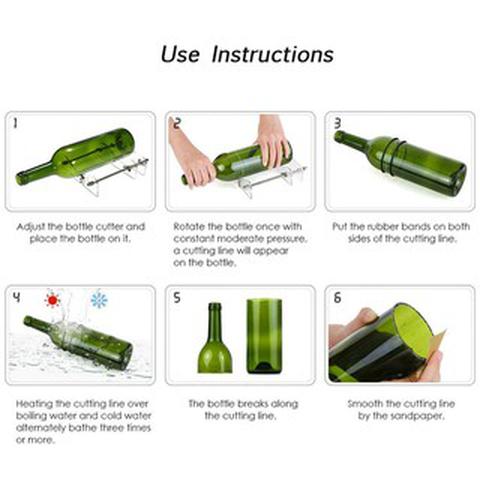 Use Instructions
1
Adjust the bottle cutter and
place the bottle on it.
2
Rotate the bottle once with
constant moderate pressure,
a cutting line will appear
on the bottle.
3
Put the rubber bands on both
sides of the cutting line.
4
Heating the cutting line over
boiling water and cold water
alternately bathe three times
or more.
5
The bottle breaks along
the cutting line.
6
Smooth the cutting line
by the sandpaper.